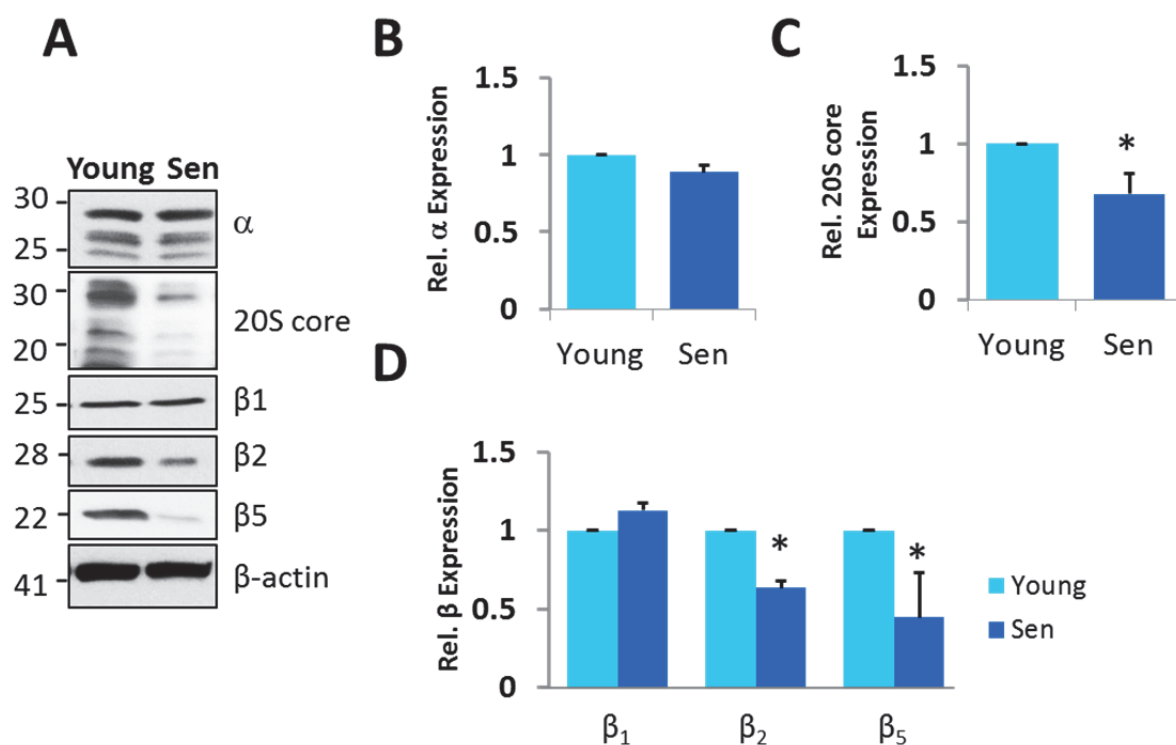 A
Young Sen
30
25
α
30
20
20S core
25
β1
28
β2
22
β5
41
β-actin
B
Rel. α Expression
1.5
1
0.5
0
Young Sen
C
Rel. 20S core
Expression
1.5
1
0.5
0
*
Young Sen
D
Rel. β Expression
1.5
1
0.5
0
*
*
β₁ β₂ β₅
Young
Sen